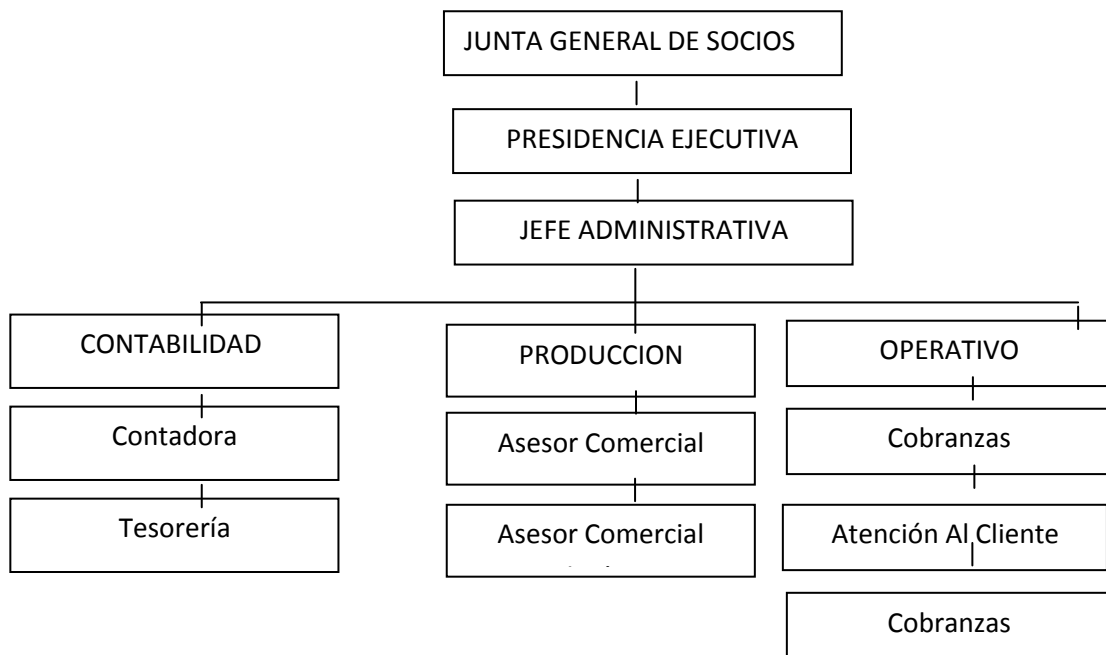 JUNTA GENERAL DE SOCIOS
PRESIDENCIA EJECUTIVA
JEFE ADMINISTRATIVA
CONTABILIDAD
PRODUCCION
OPERATIVO
Contadora
Asesor Comercial
Cobranzas
Tesorería
Asesor Comercial
Atención Al Cliente
Cobranzas